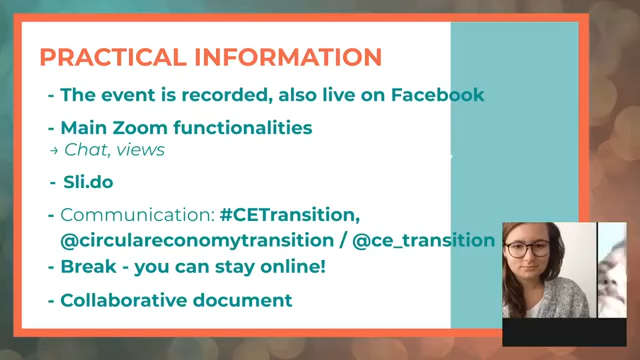 PRACTICAL INFORMATION
- The event is recorded, also live on Facebook
- Main Zoom functionalities
→ Chat, views
- Sli.do
- Communication: #CETransition,
@circulareconomytransition / @ce_transition
- Break - you can stay online!
- Collaborative document